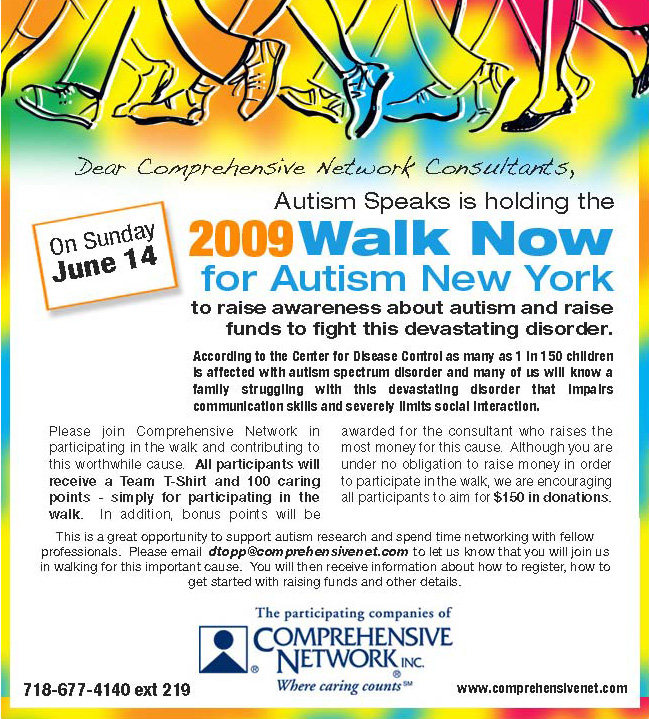 Dear Comprehensive Network Consultants,
Autism Speaks is holding the
On Sunday
June 14
2009 Walk Now
for Autism New York
to raise awareness about autism and raise
funds to fight this devastating disorder.
According to the Center for Disease Control as many as 1 in 150 children
is affected with autism spectrum disorder and many of us will know a
family struggling with this devastating disorder that impairs
communication skills and severely limits social interaction.
Please join Comprehensive Network in
participating in the walk and contributing to
this worthwhile cause. All participants will
receive a Team T-Shirt and 100 caring
points - simply for participating in the
walk. In addition, bonus points will be
awarded for the consultant who raises the
most money for this cause. Although you are
under no obligation to raise money in order
to participate in the walk, we are encouraging
all participants to aim for $150 in donations.
This is a great opportunity to support autism research and spend time networking with fellow
professionals. Please email dtopp@comprehensivenet.com to let us know that you will join us
in walking for this important cause. You will then receive information about how to register, how to
get started with raising funds and other details.
The participating companies of
COMPREHENSIVE
NETWORK INC.
®
®
Where caring counts℠
718-677-4140 ext 219
www.comprehensivenet.com